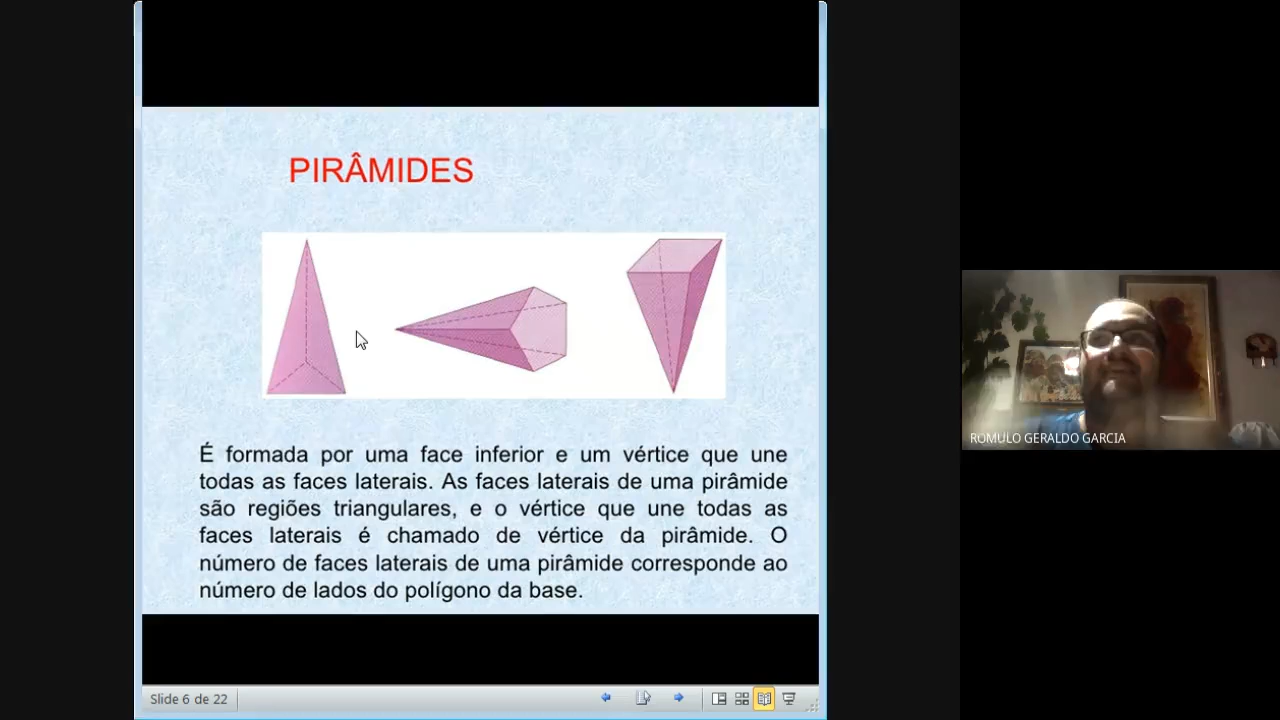 PIRÂMIDES
É formada por uma face inferior e um vértice que une
todas as faces laterais. As faces laterais de uma pirâmide
são regiões triangulares, e o vértice que une todas as
faces laterais é chamado de vértice da pirâmide. O
número de faces laterais de uma pirâmide corresponde ao
número de lados do polígono da base.
Slide 6 de 22
ROMULO GERALDO GARCIA